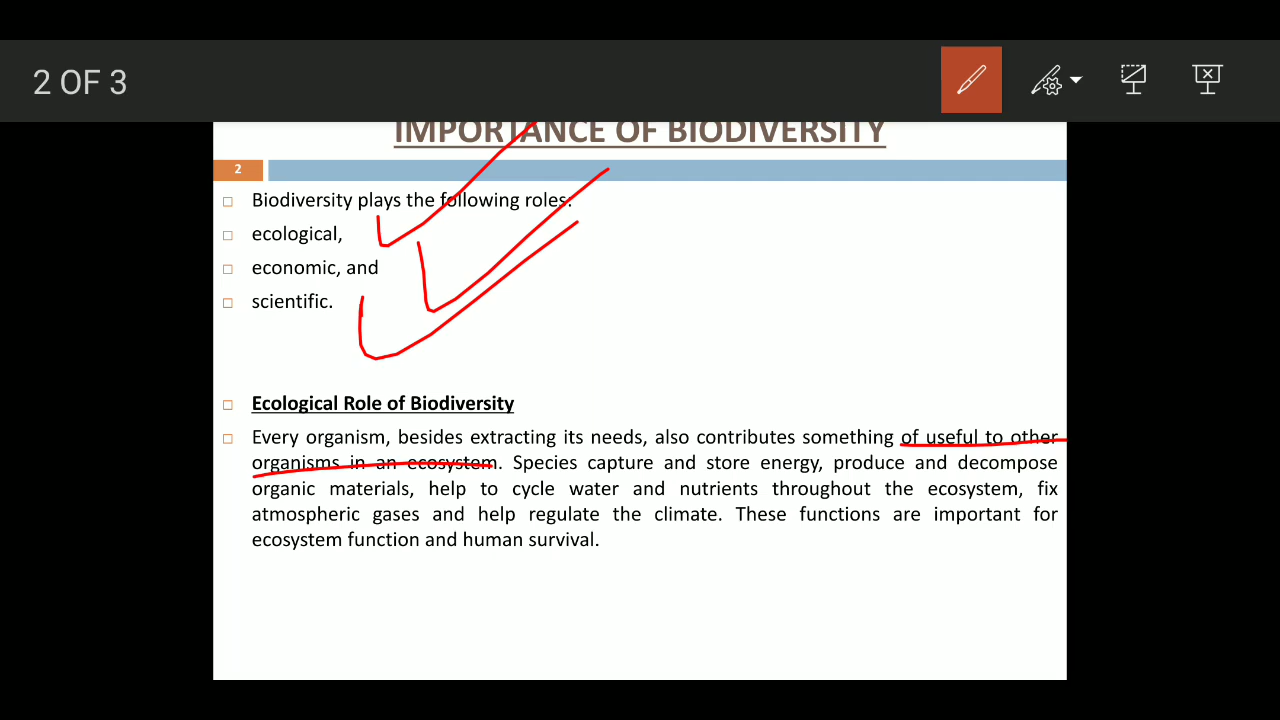 2 OF 3
IMPORTANCE OF BIODIVERSITY
2
Biodiversity plays the following roles:
ecological,
economic, and
scientific.
Ecological Role of Biodiversity
Every organism, besides extracting its needs, also contributes something of useful to other
organisms in an ecosystem. Species capture and store energy, produce and decompose
organic materials, help to cycle water and nutrients throughout the ecosystem, fix
atmospheric gases and help regulate the climate. These functions are important for
ecosystem function and human survival.